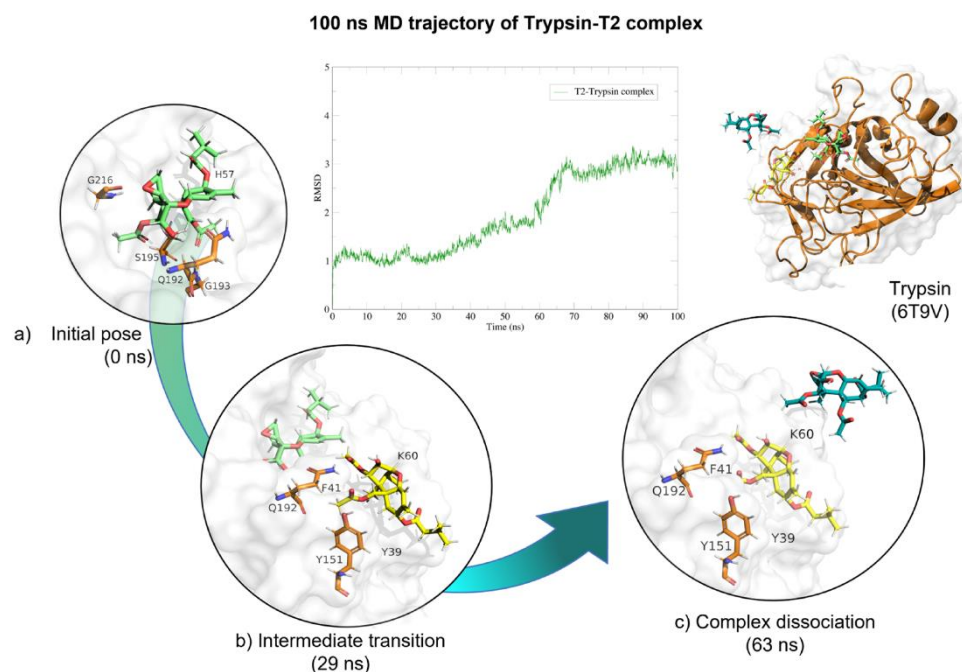 100 ns MD trajectory of Trypsin-T2 complex
5
4
3
2
1
0
RMSD
T2-Trypsin complex
0 10 20 30 40 50 60 70 80 90 100
Time (ns)
G216
H57
S195
Q192
G193
a) Initial pose
(0 ns)
Trypsin
(6T9V)
K60
F41
Q192
Y151
Y39
b) Intermediate transition
(29 ns)
K60
F41
Q192
Y151
Y39
c) Complex dissociation
(63 ns)